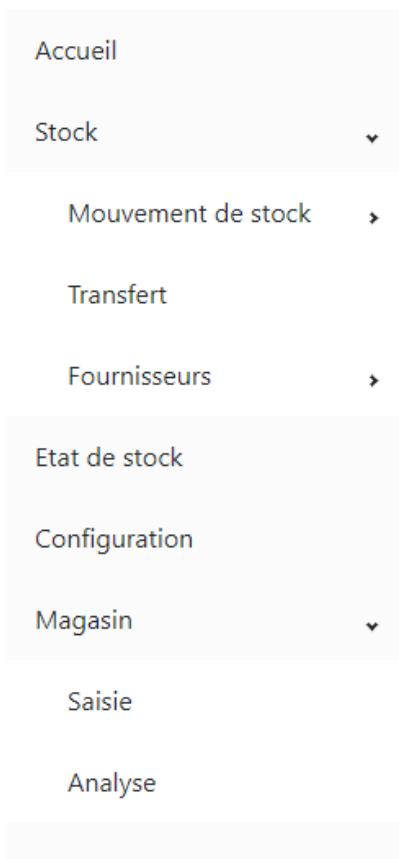 Accueil
Stock
Mouvement de stock
Transfert
Fournisseurs
Etat de stock
Configuration
Magasin
Saisie
Analyse